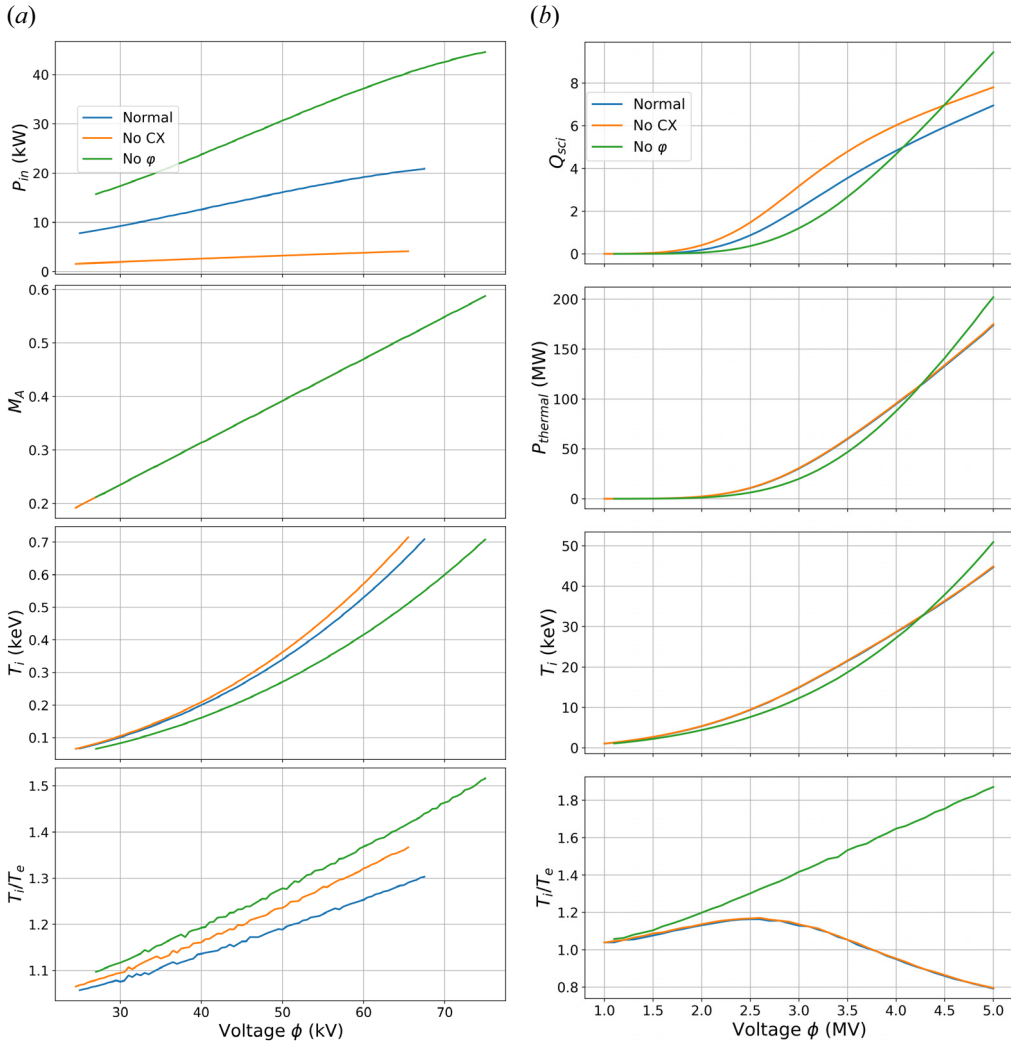 (a)
P_in (kW)
40
30
20
10
0
Normal
No CX
No φ
M_A
0.6
0.5
0.4
0.3
0.2
T_i (keV)
0.7
0.6
0.5
0.4
0.3
0.2
0.1
T_i/T_e
1.5
1.4
1.3
1.2
1.1
30 40 50 60 70
Voltage ϕ (kV)
(b)
Q_sci
8
6
4
2
0
Normal
No CX
No φ
P_thermal (MW)
200
150
100
50
0
T_i (keV)
50
40
30
20
10
0
T_i/T_e
1.8
1.6
1.4
1.2
1.0
0.8
1.0 1.5 2.0 2.5 3.0 3.5 4.0 4.5 5.0
Voltage ϕ (MV)